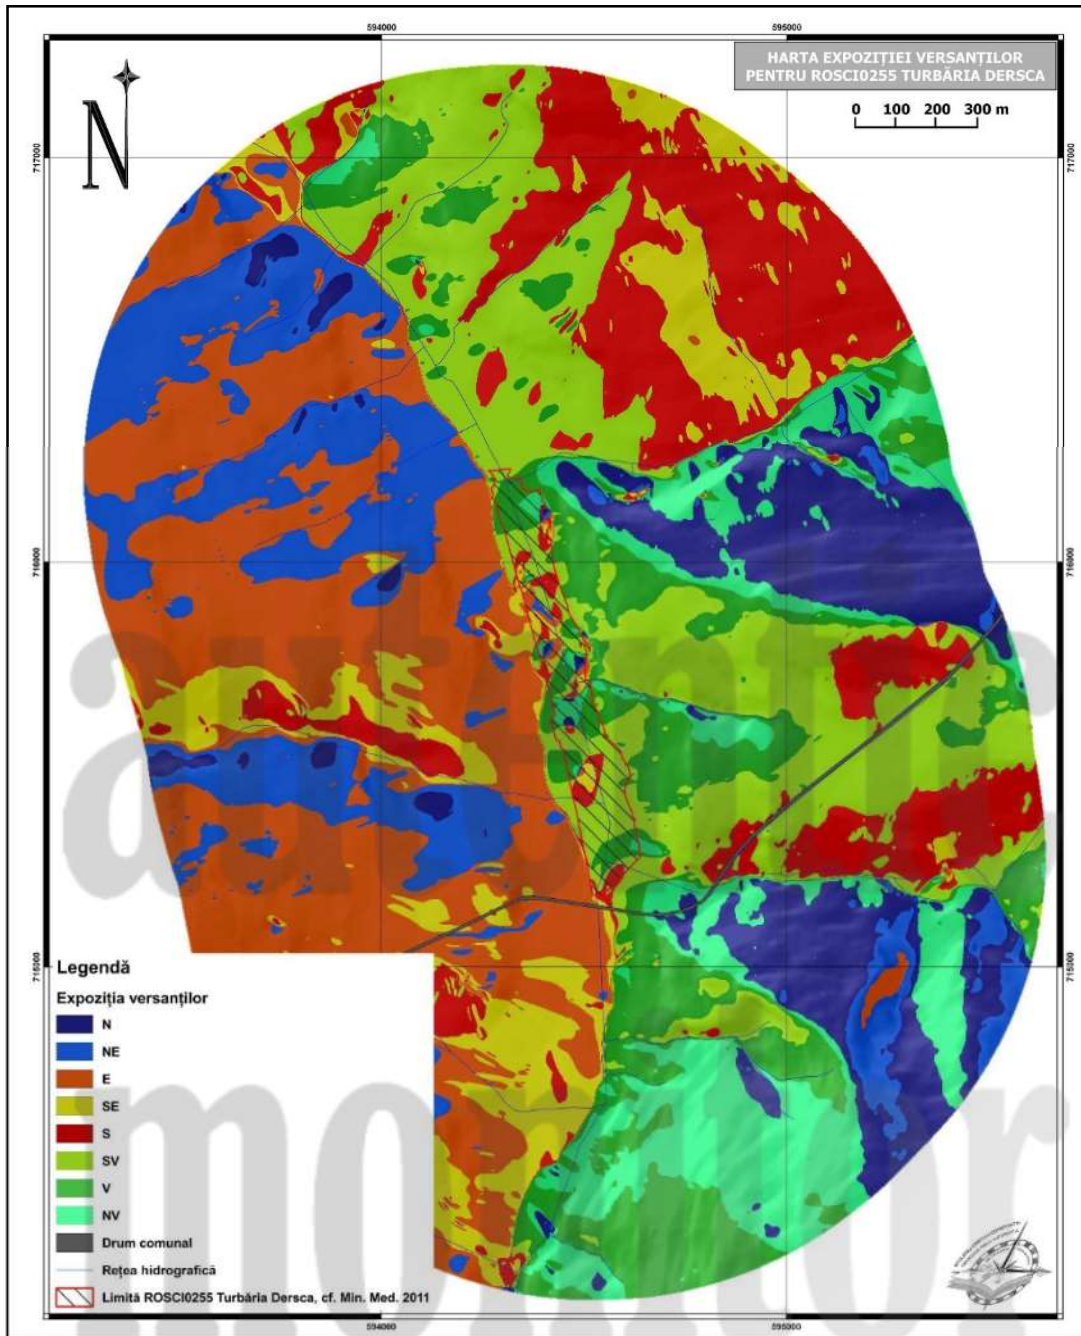 594000
595000
HARTA EXPOZIȚIEI VERSANȚILOR
PENTRU ROSCI0255 TURBĂRIA DERSCA
N
0 100 200 300 m
717000
717000
716000
716000
715000
715000
Legendă
Expoziția versanților
N
NE
E
SE
S
SV
V
NV
Drum comunal
Rețea hidrografică
Limită ROSCI0255 Turbăria Dersca, cf. Min. Med. 2011
autentic
monitor
594000
595000